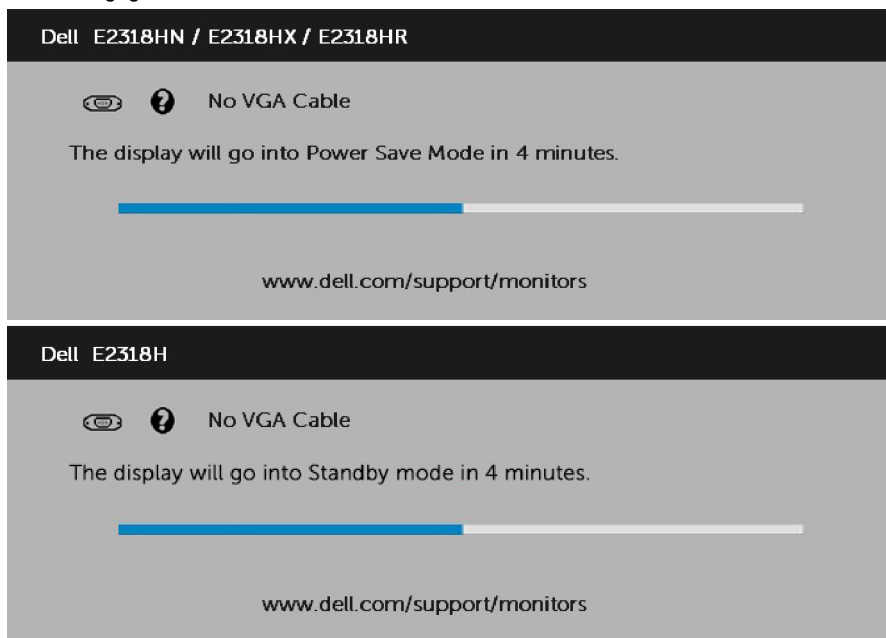 Dell E2318HN / E2318HX / E2318HR
No VGA Cable
The display will go into Power Save Mode in 4 minutes.
www.dell.com/support/monitors
Dell E2318H
No VGA Cable
The display will go into Standby mode in 4 minutes.
www.dell.com/support/monitors